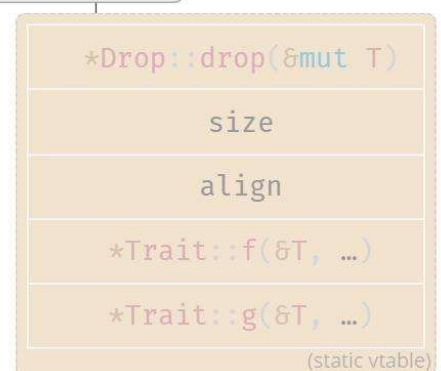 *Drop::drop(&mut T)
size
align
*Trait::f(&T, …)
*Trait::g(&T, …)
(static vtable)